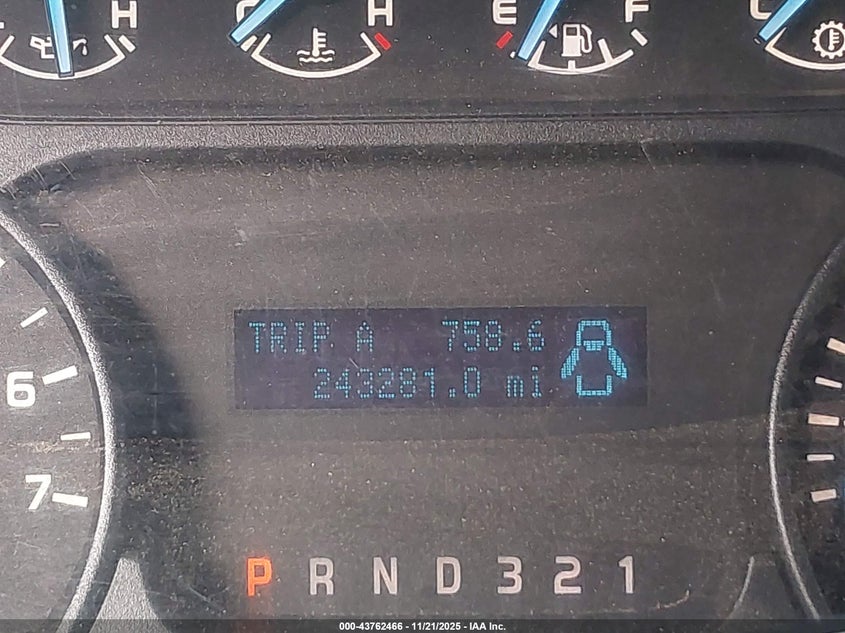 H C H E F C
TRIP A 758.6
243281.0 mi
6
7
P R N D 3 2 1
000-43762466 - 11/21/2025 - IAA Inc.